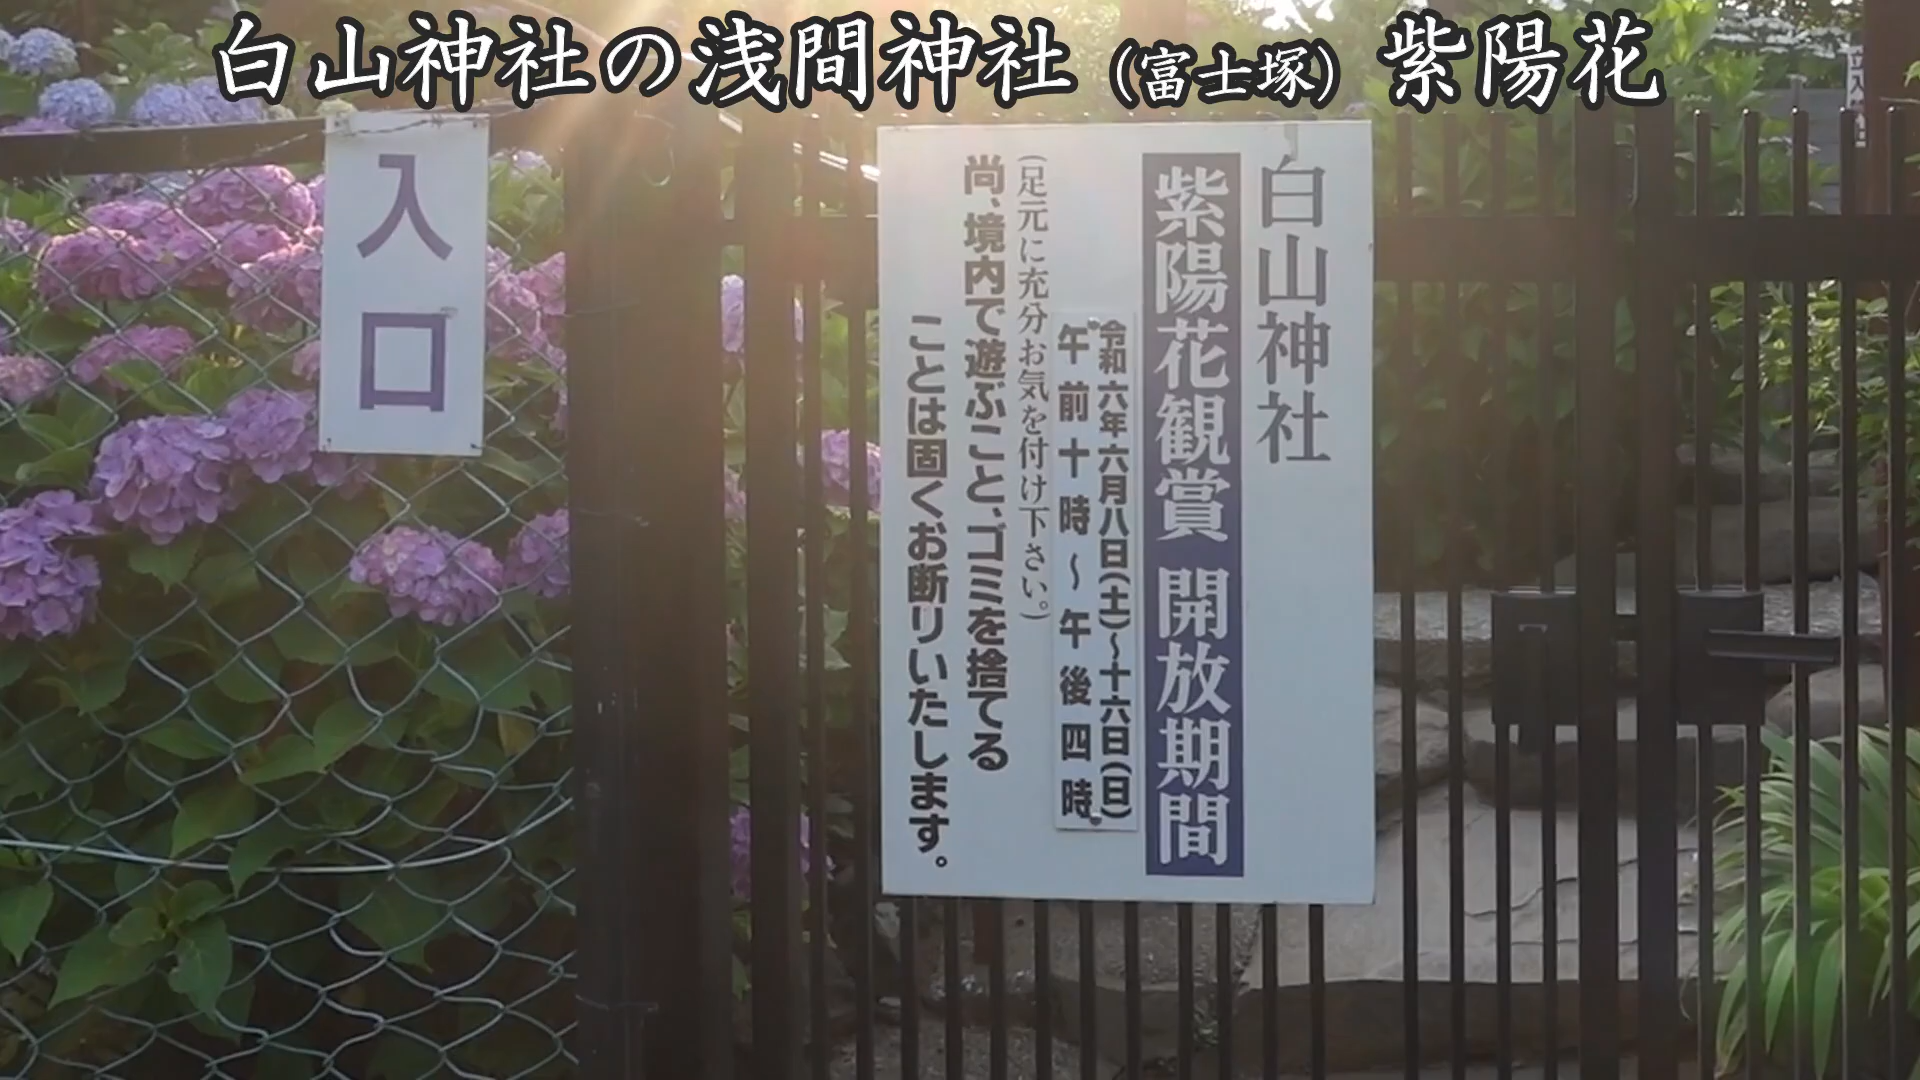 白山神社の浅間神社（富士塚）紫陽花
入口
白山神社
紫陽花観賞 開放期間
令和六年六月八日(土)～十六日(日)
午前十時～午後四時
(足元に充分お気を付け下さい。)
尚、境内で遊ぶこと、ゴミを捨てる
ことは固くお断りいたします。